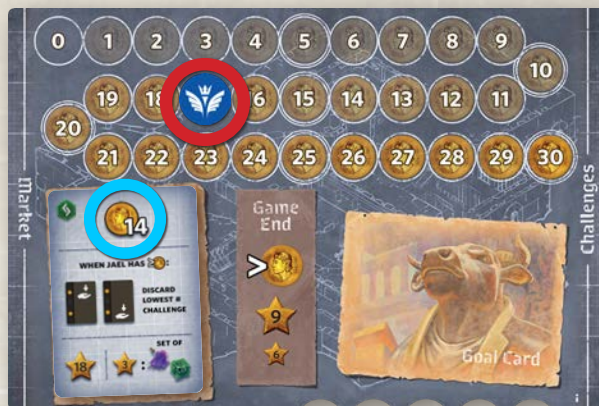 0 1 2 3 4 5 6 7 8 9
10
19 18 16 15 14 13 12 11
20
21 22 23 24 25 26 27 28 29 30
Market
Challenges
14
WHEN JAEL HAS :
DISCARD
LOWEST #
CHALLENGE
SET OF
18 3 :
Game
End
>
9
6
Goal Card